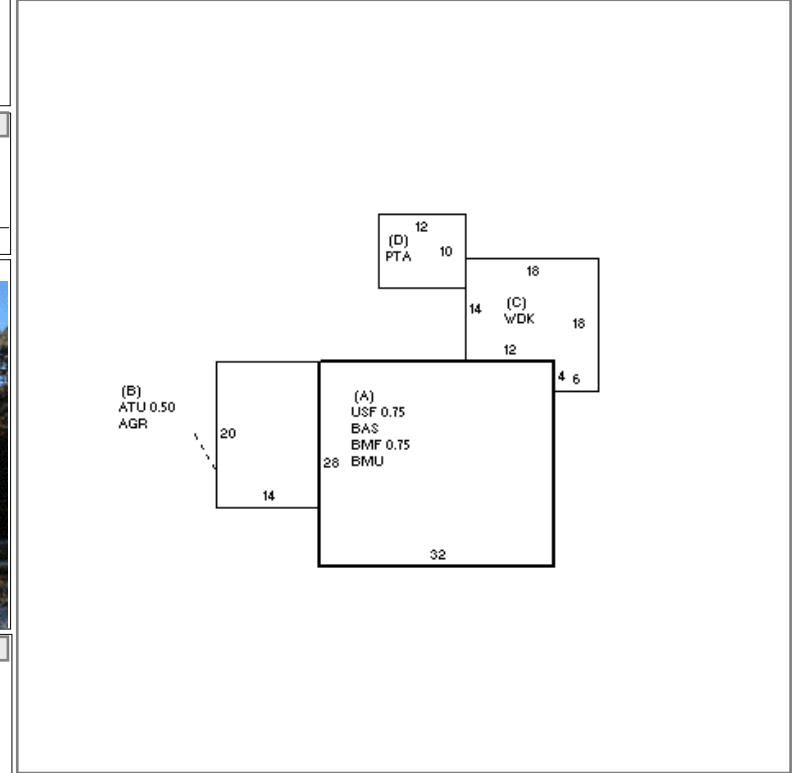 12
(D)
PTA
10
18
14
(C)
WDK
18
12
4
6
(B)
ATU 0.50
AGR
20
14
(A)
USF 0.75
BAS
BMF 0.75
BMU
28
32